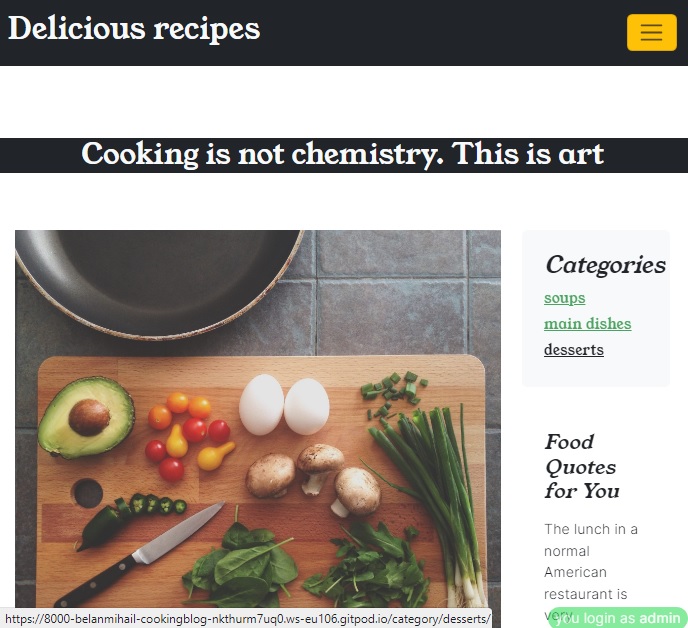 Delicious recipes
Cooking is not chemistry. This is art
Categories
soups
main dishes
desserts
Food
Quotes
for You
The lunch in a
normal
American
restaurant is
very
you login as admin
https://8000-belanmihail-cookingblog-nkthurm7uq0.ws-eu106.gitpod.io/category/desserts/